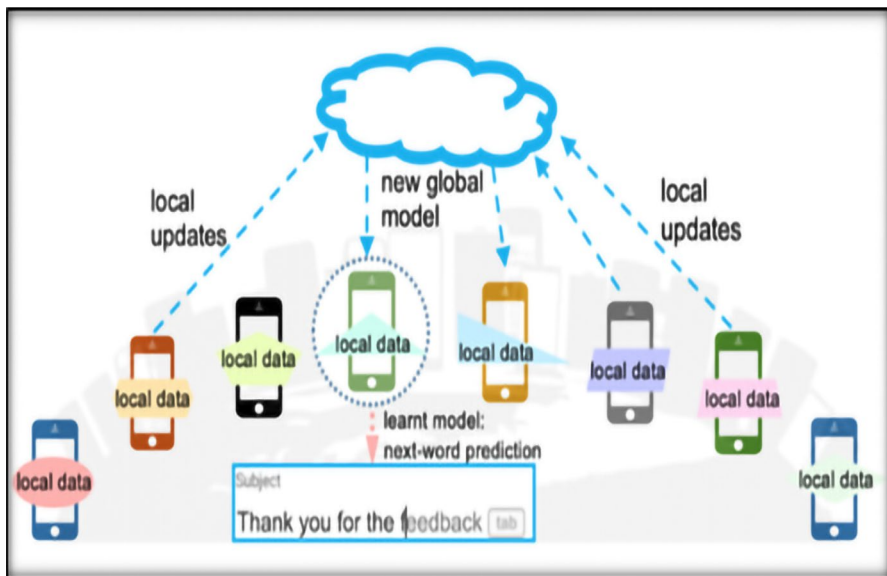 local
updates
new global
model
local
updates
local data
local data
local data
local data
local data
local data
local data
local data
learnt model:
next-word prediction
Subject
Thank you for the feedback tab